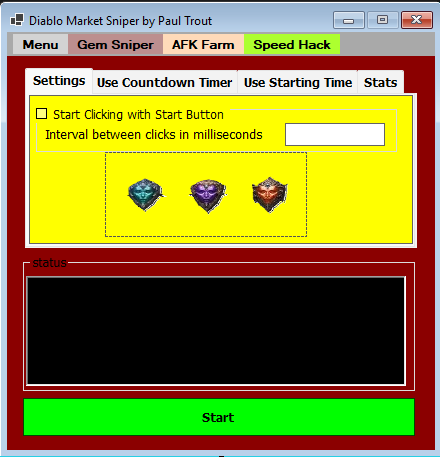 Diablo Market Sniper by Paul Trout
Menu Gem Sniper AFK Farm Speed Hack
Settings Use Countdown Timer Use Starting Time Stats
Start Clicking with Start Button
Interval between clicks in milliseconds
status
Start